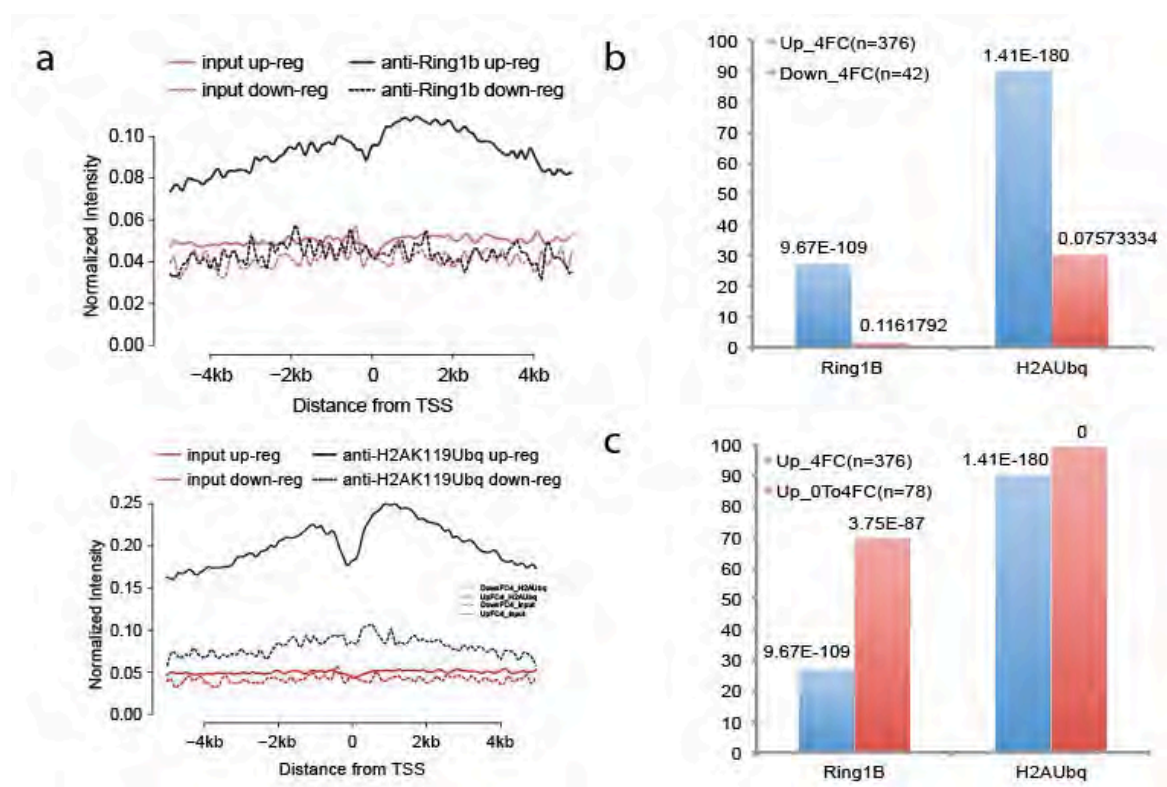 a
input up-reg anti-Ring1b up-reg
input down-reg anti-Ring1b down-reg
Normalized Intensity
0.10
0.08
0.06
0.04
0.02
0.00
−4kb −2kb 0 2kb 4kb
Distance from TSS
input up-reg anti-H2AK119Ubq up-reg
input down-reg anti-H2AK119Ubq down-reg
Normalized Intensity
0.25
0.20
0.15
0.10
0.05
0.00
DownFC4_H2AUbq
UpFC4_H2AUbq
DownFC4_Input
UpFC4_Input
−4kb −2kb 0 2kb 4kb
Distance from TSS
b
Up_4FC(n=376)
Down_4FC(n=42)
100
90
80
70
60
50
40
30
20
10
0
9.67E-109
0.1161792
1.41E-180
0.07573334
Ring1B H2AUbq
c
Up_4FC(n=376)
Up_0To4FC(n=78)
100
90
80
70
60
50
40
30
20
10
0
9.67E-109
3.75E-87
1.41E-180
0
Ring1B H2AUbq